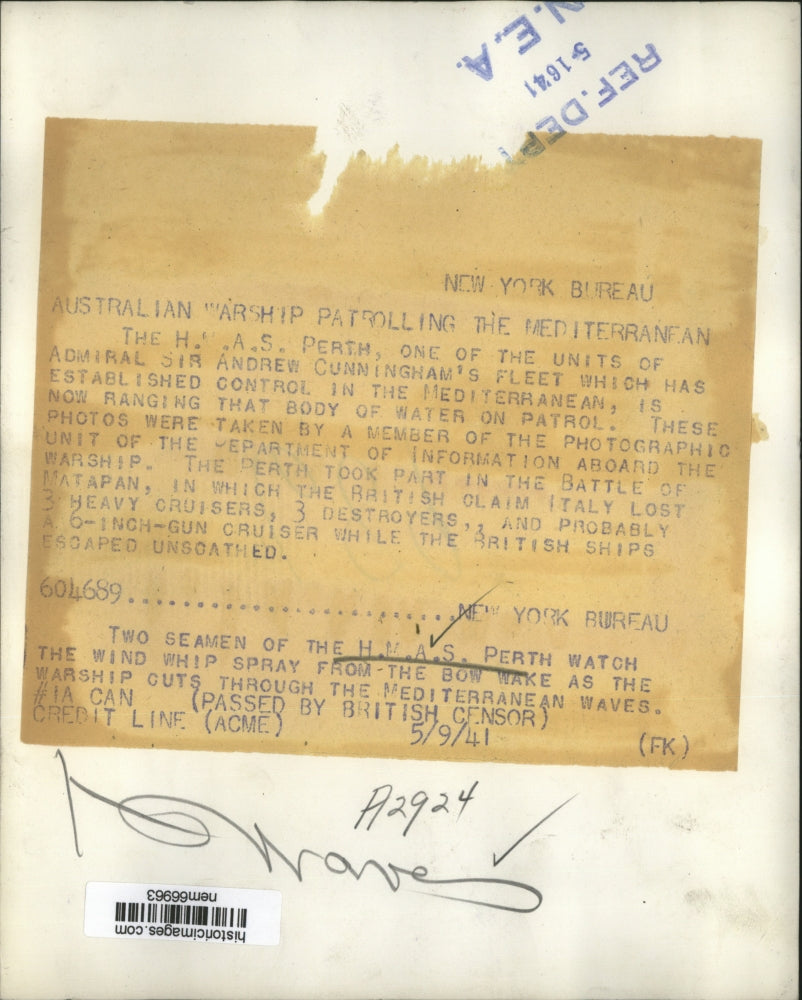 N.E.A.
5-1641
REF. DEPT
NEW YORK BUREAU
AUSTRALIAN WARSHIP PATROLLING THE MEDITERRANEAN
THE H.M.A.S. PERTH, ONE OF THE UNITS OF
ADMIRAL SIR ANDREW CUNNINGHAM'S FLEET WHICH HAS
ESTABLISHED CONTROL IN THE MEDITERRANEAN, IS
NOW RANGING THAT BODY OF WATER ON PATROL. THESE
PHOTOS WERE TAKEN BY A MEMBER OF THE PHOTOGRAPHIC
UNIT OF THE DEPARTMENT OF INFORMATION ABOARD THE
WARSHIP. THE PERTH TOOK PART IN THE BATTLE OF
MATAPAN, IN WHICH THE BRITISH CLAIM ITALY LOST
3 HEAVY CRUISERS, 3 DESTROYERS,, AND PROBABLY
A 6-INCH-GUN CRUISER WHILE THE BRITISH SHIPS
ESCAPED UNSCATHED.
604689........................NEW YORK BUREAU
TWO SEAMEN OF THE H.M.A.S. PERTH WATCH
THE WIND WHIP SPRAY FROM THE BOW WAKE AS THE
WARSHIP CUTS THROUGH THE MEDITERRANEAN WAVES.
#1A CAN (PASSED BY BRITISH CENSOR)
CREDIT LINE (ACME) 5/9/41 (FK)
A2924
historicimages.com
nem66963